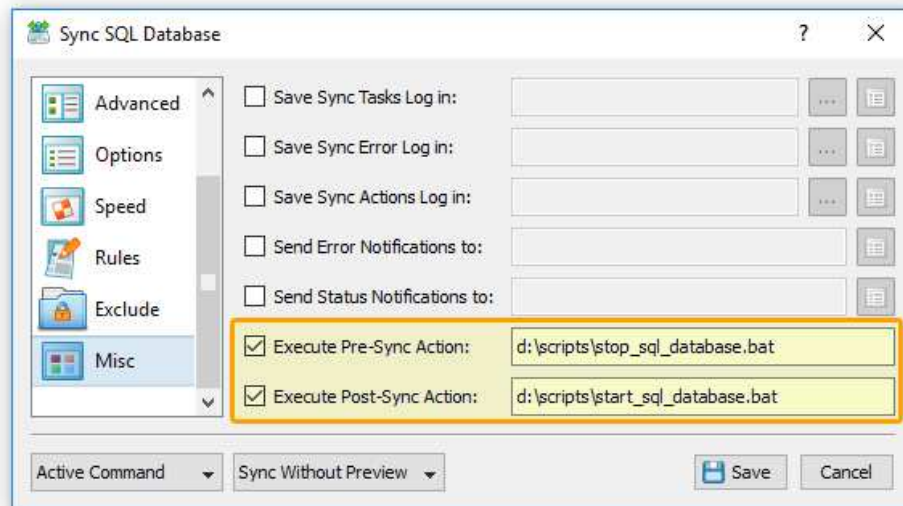 Sync SQL Database
?
Advanced
Options
Speed
Rules
Exclude
Misc
Save Sync Tasks Log in:
...
Save Sync Error Log in:
...
Save Sync Actions Log in:
...
Send Error Notifications to:
Send Status Notifications to:
Execute Pre-Sync Action: d:\scripts\stop_sql_database.bat
Execute Post-Sync Action: d:\scripts\start_sql_database.bat
Active Command Sync Without Preview Save Cancel